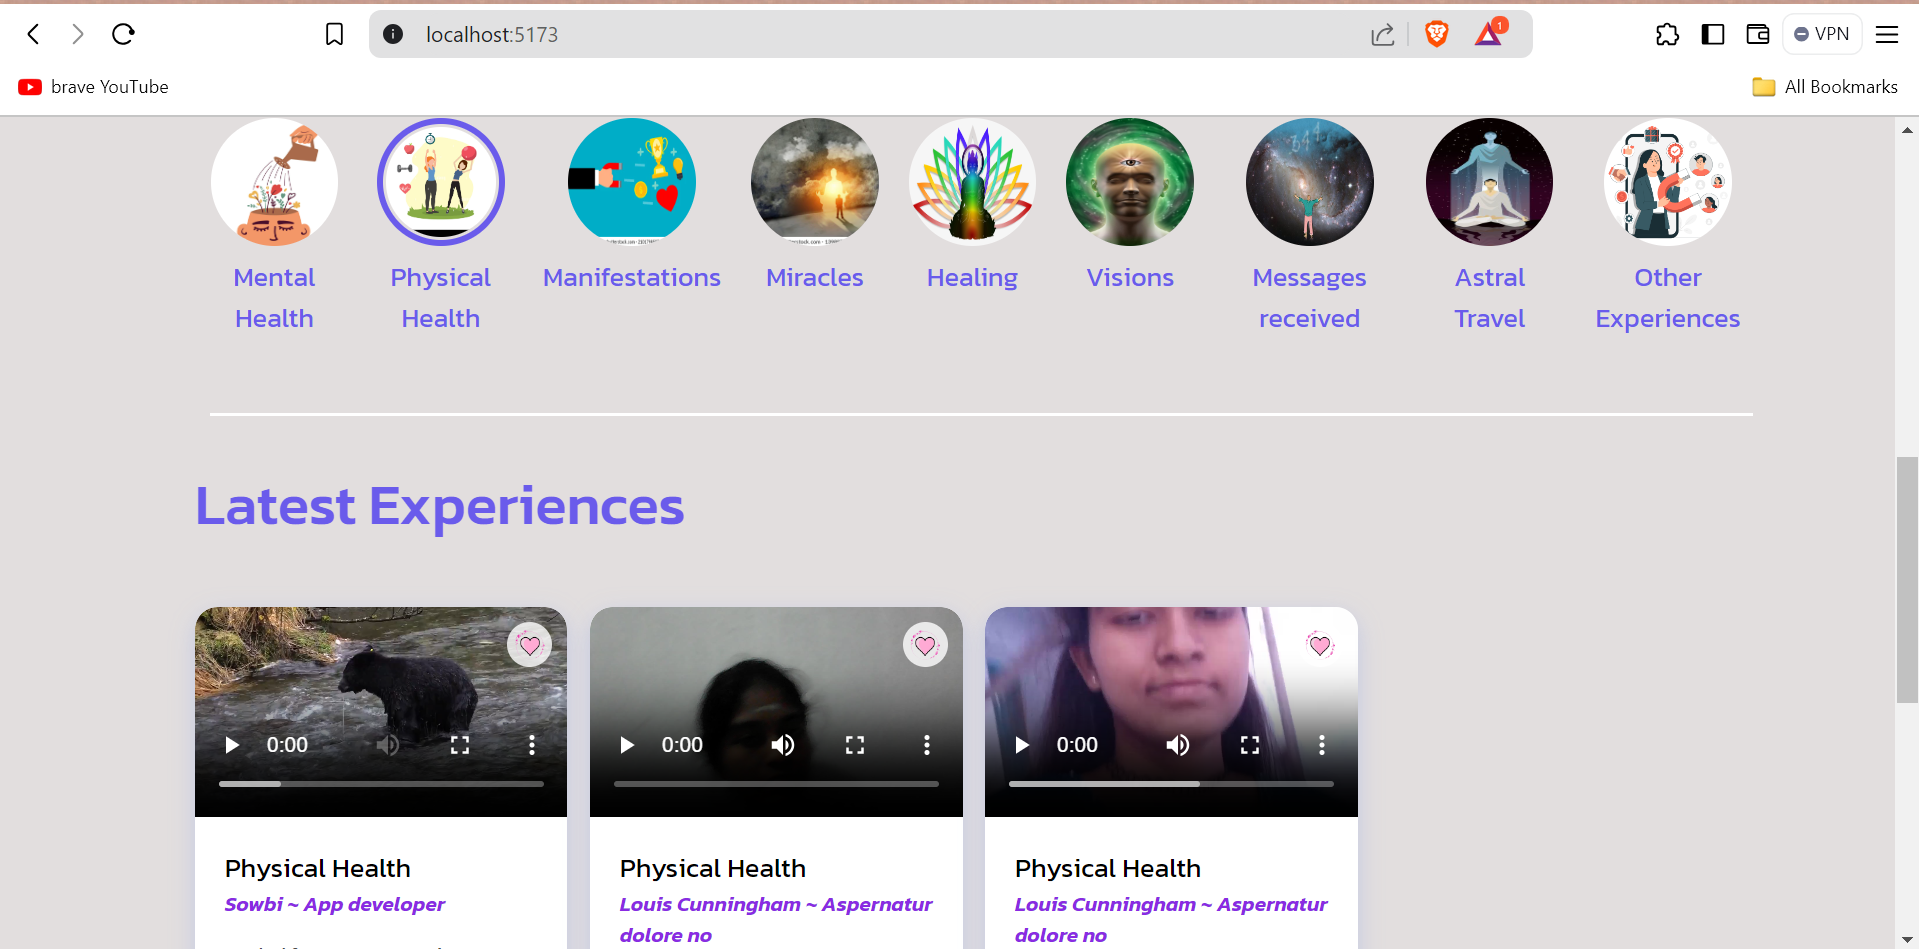 localhost:5173
1
VPN
brave YouTube
All Bookmarks
Mental Health
Physical Health
Manifestations
Miracles
Healing
Visions
Messages received
Astral Travel
Other Experiences
Latest Experiences
0:00
0:00
0:00
Physical Health
Sowbi ~ App developer
Physical Health
Louis Cunningham ~ Aspernatur
dolore no
Physical Health
Louis Cunningham ~ Aspernatur
dolore no